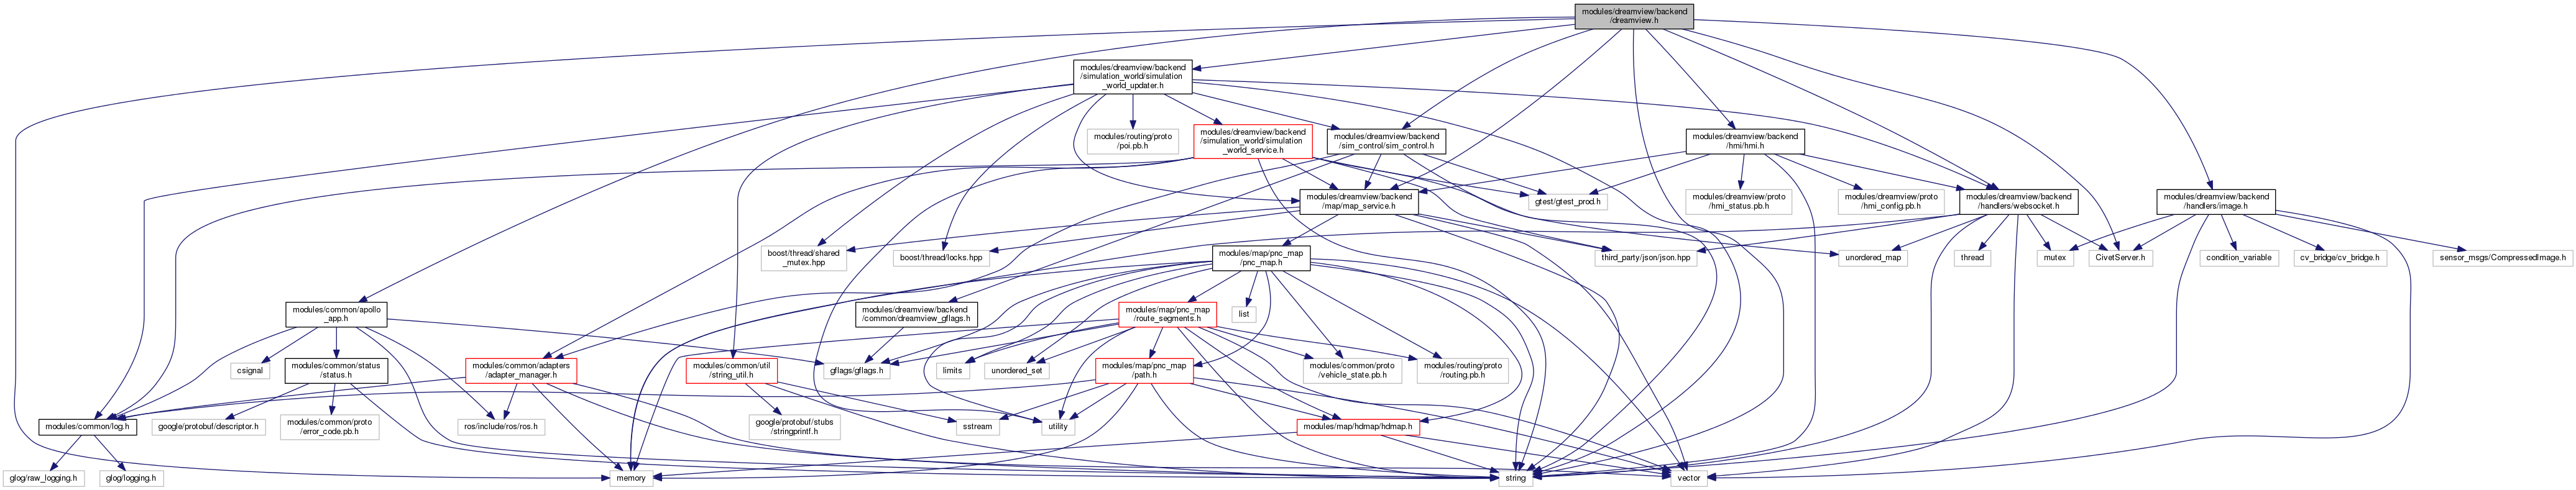 modules/dreamview/backend
/dreamview.h
modules/dreamview/backend
/simulation_world/simulation
_world_updater.h
modules/routing/proto
/poi.pb.h
modules/dreamview/backend
/simulation_world/simulation
_world_service.h
modules/dreamview/backend
/sim_control/sim_control.h
modules/dreamview/backend
/hmi/hmi.h
modules/dreamview/backend
/map/map_service.h
gtest/gtest_prod.h
modules/dreamview/proto
/hmi_status.pb.h
modules/dreamview/proto
/hmi_config.pb.h
modules/dreamview/backend
/handlers/websocket.h
modules/dreamview/backend
/handlers/image.h
boost/thread/shared
_mutex.hpp
boost/thread/locks.hpp
modules/map/pnc_map
/pnc_map.h
third_party/json/json.hpp
unordered_map
thread
mutex
CivetServer.h
condition_variable
cv_bridge/cv_bridge.h
sensor_msgs/CompressedImage.h
modules/common/apollo
_app.h
modules/dreamview/backend
/common/dreamview_gflags.h
modules/map/pnc_map
/route_segments.h
list
csignal
modules/common/status
/status.h
modules/common/adapters
/adapter_manager.h
modules/common/util
/string_util.h
gflags/gflags.h
limits
unordered_set
modules/map/pnc_map
/path.h
modules/common/proto
/vehicle_state.pb.h
modules/routing/proto
/routing.pb.h
modules/common/log.h
google/protobuf/descriptor.h
modules/common/proto
/error_code.pb.h
ros/include/ros/ros.h
google/protobuf/stubs
/stringprintf.h
sstream
utility
modules/map/hdmap/hdmap.h
glog/raw_logging.h
glog/logging.h
memory
string
vector